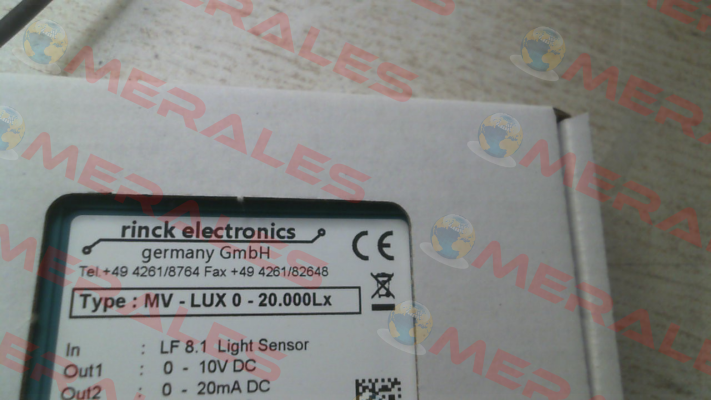 rinck electronics
germany GmbH
Tel +49 4261/8764 Fax +49 4261/82648
CE
Type : MV - LUX 0 - 20.000Lx
In : LF 8.1 Light Sensor
Out1 : 0 - 10V DC
Out2 : 0 - 20mA DC
MERALES
MERALES
MERALES
MERALES
MERALES
MERALES